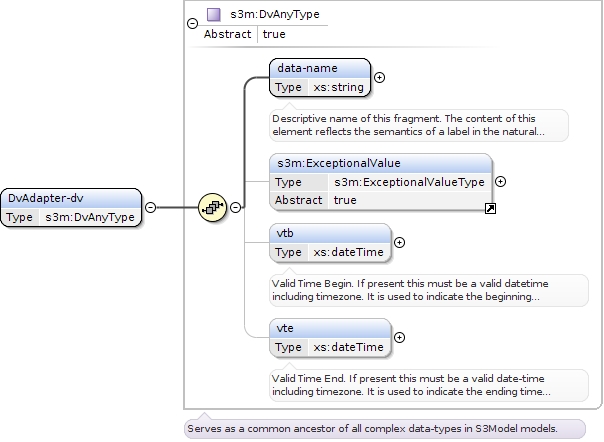 s3m:DvAnyType
Abstract true
data-name
Type xs:string
Descriptive name of this fragment. The content of this
element reflects the semantics of a label in the natural...
s3m:ExceptionalValue
Type s3m:ExceptionalValueType
Abstract true
DvAdapter-dv
Type s3m:DvAnyType
vtb
Type xs:dateTime
Valid Time Begin. If present this must be a valid datetime
including timezone. It is used to indicate the beginning...
vte
Type xs:dateTime
Valid Time End. If present this must be a valid date-time
including timezone. It is used to indicate the ending time...
Serves as a common ancestor of all complex data-types in S3Model models.